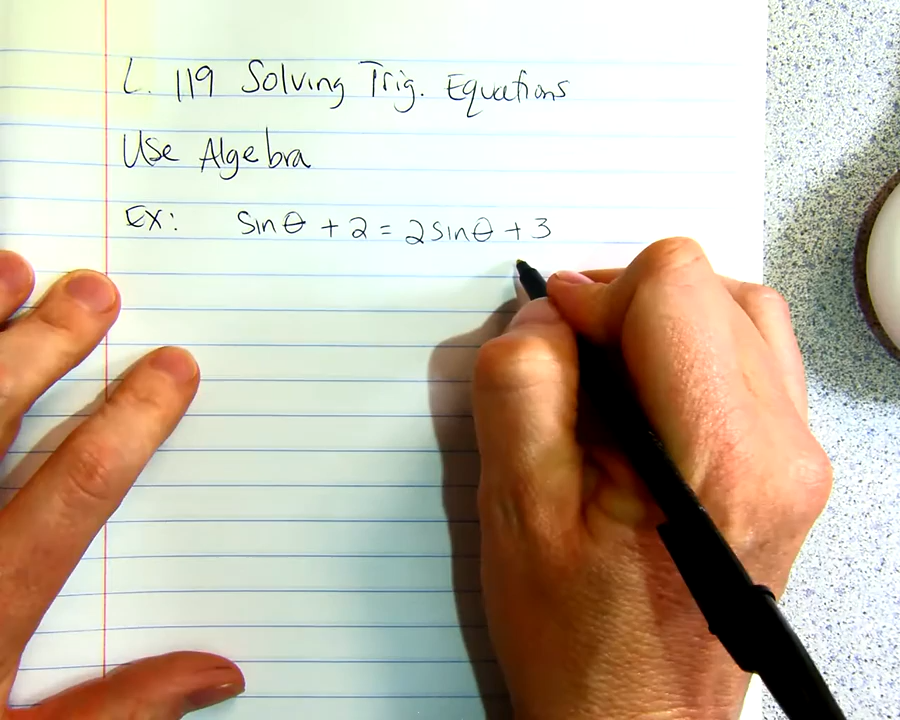 L. 119 Solving Trig. Equations
Use Algebra
EX: sinθ + 2 = 2sinθ + 3